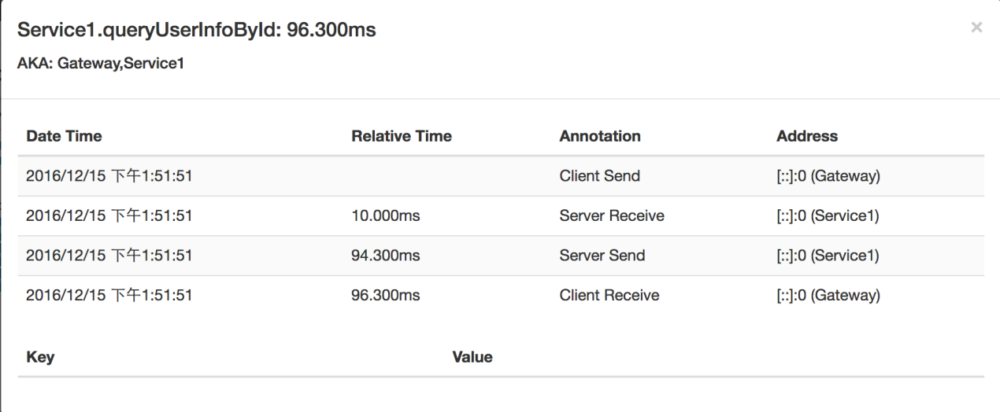 Service1.queryUserInfoById: 96.300ms
×
AKA: Gateway,Service1
Date Time Relative Time Annotation Address
2016/12/15 下午1:51:51 Client Send [::]:0 (Gateway)
2016/12/15 下午1:51:51 10.000ms Server Receive [::]:0 (Service1)
2016/12/15 下午1:51:51 94.300ms Server Send [::]:0 (Service1)
2016/12/15 下午1:51:51 96.300ms Client Receive [::]:0 (Gateway)
Key Value